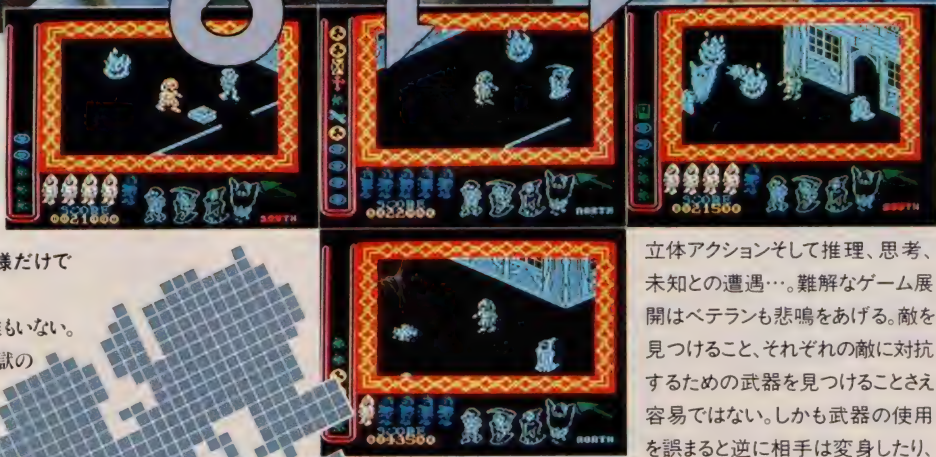 0021000
SOUTH
SCORE
0022000
NORTH
SCORE
0021500
SOUTH
様だけで
もいない。
獣の
SCORE
0043500
NORTH
立体アクションそして推理、思考、
未知との遭遇…。難解なゲーム展
開はベテランも悲鳴をあげる。敵を
見つけること、それぞれの敵に対抗
するための武器を見つけることさえ
容易ではない。しかも武器の使用
を誤まると逆に相手は変身したり、